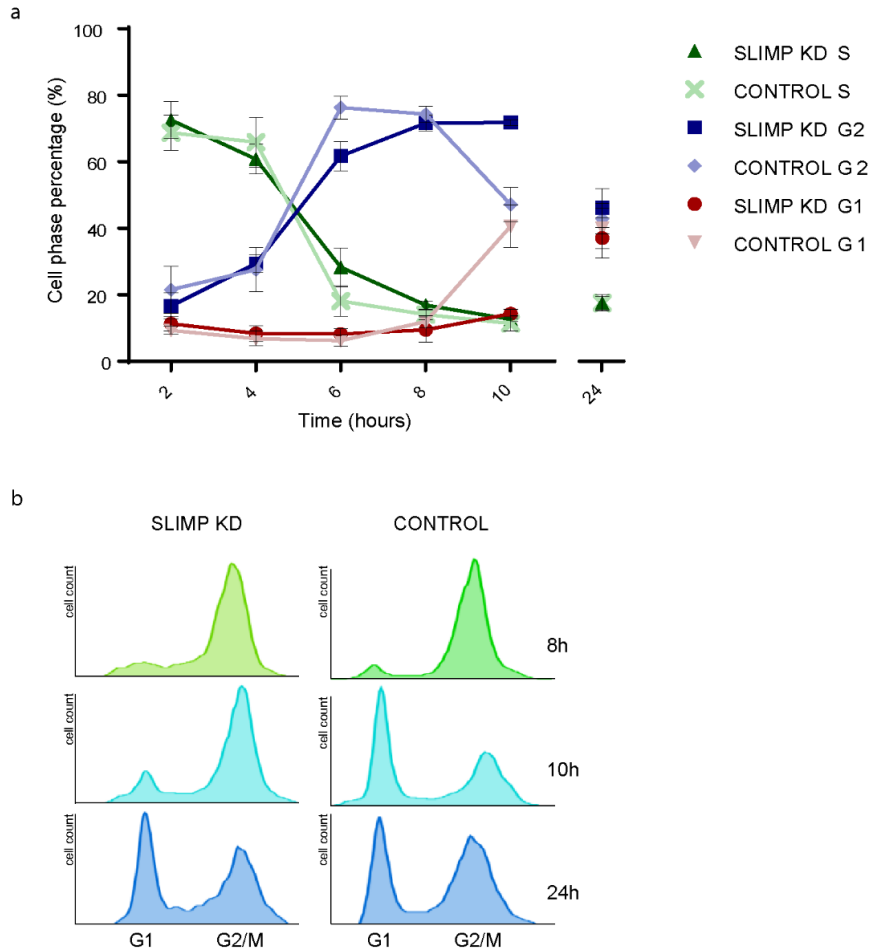 a
100
80
60
40
20
0
Cell phase percentage (%)
2
4
6
8
10
24
Time (hours)
SLIMP KD S
CONTROL S
SLIMP KD G2
CONTROL G 2
SLIMP KD G1
CONTROL G 1
b
SLIMP KD
CONTROL
cell count
cell count
8h
cell count
cell count
10h
cell count
cell count
24h
G1
G2/M
G1
G2/M